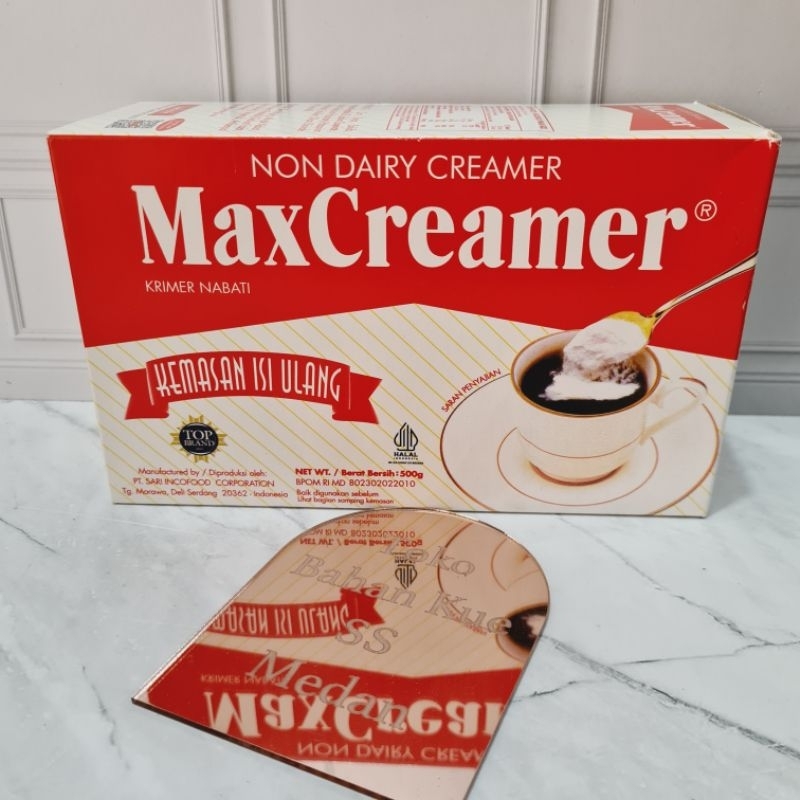 MaxCreamer
NON DAIRY CREAMER
MaxCreamer®
KRIMER NABATI
KEMASAN ISI ULANG
SARAN PENYAJIAN
TOP
BRAND
HALAL
INDONESIA
Manufactured by / Diproduksi oleh:
PT. SARI INCOFOOD CORPORATION
Tg. Morawa, Deli Serdang 20362 - Indonesia
NET WT. / Berat Bersih : 500g
BPOM RI MD 802302022010
Baik digunakan sebelum
Lihat bagian samping kemasan
Toko
Bahan Kue
SS
Medan